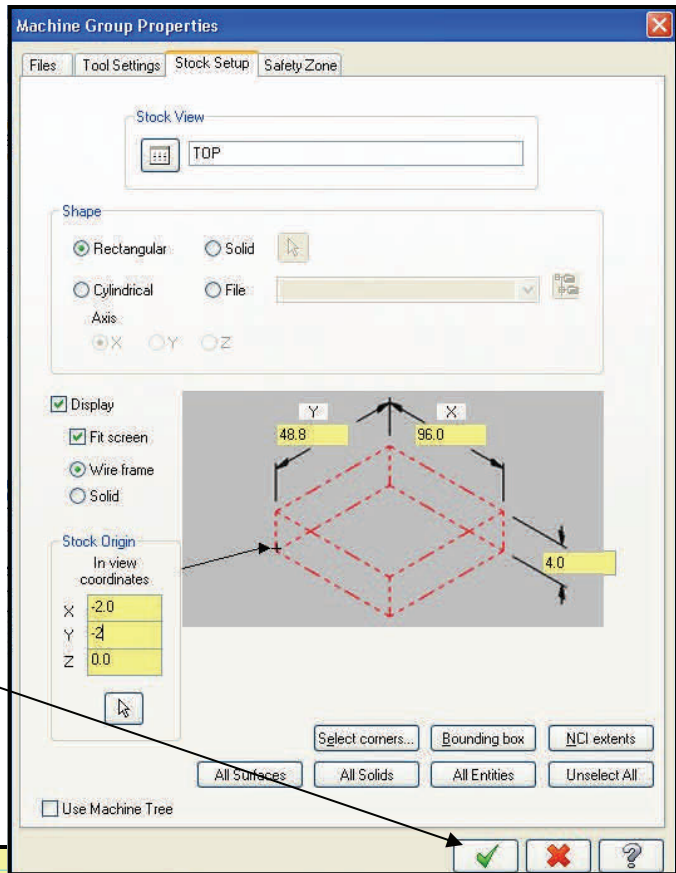 Machine Group Properties
Files Tool Settings Stock Setup Safety Zone
Stock View
TOP
Shape
Rectangular Solid
Cylindrical File
Axis
X Y Z
Display
Fit screen
Wire frame
Solid
Y X
48.8 96.0
4.0
Stock Origin
In view
coordinates
X -2.0
Y -2
Z 0.0
Select corners... Bounding box NCI extents
All Surfaces All Solids All Entities Unselect All
Use Machine Tree